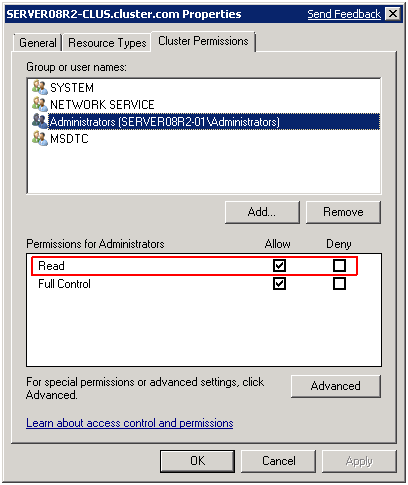 SERVER08R2-CLUS.cluster.com Properties Send Feedback
General Resource Types Cluster Permissions
Group or user names:
SYSTEM
NETWORK SERVICE
Administrators (SERVER08R2-01\Administrators)
MSDTC
Add... Remove
Permissions for Administrators Allow Deny
Read
Full Control
For special permissions or advanced settings, click
Advanced.
Advanced
Learn about access control and permissions
OK Cancel Apply